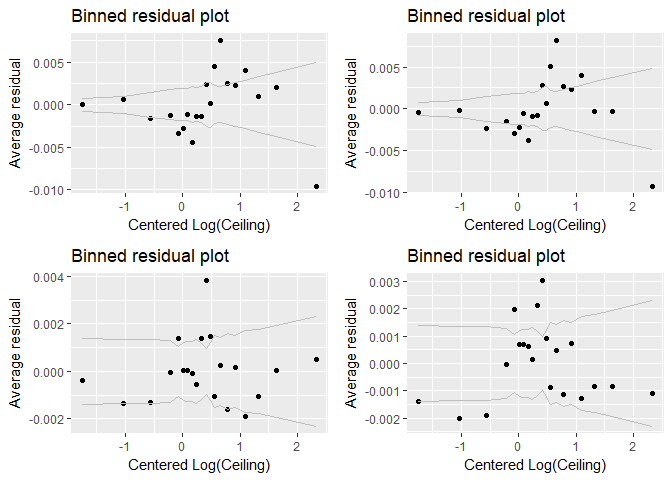 Binned residual plot
Average residual
0.005
0.000
-0.005
-0.010
-1
0
1
2
Centered Log(Ceiling)
Binned residual plot
Average residual
0.005
0.000
-0.005
-0.010
-1
0
1
2
Centered Log(Ceiling)
Binned residual plot
Average residual
0.004
0.002
0.000
-0.002
-1
0
1
2
Centered Log(Ceiling)
Binned residual plot
Average residual
0.003
0.002
0.001
0.000
-0.001
-0.002
-1
0
1
2
Centered Log(Ceiling)